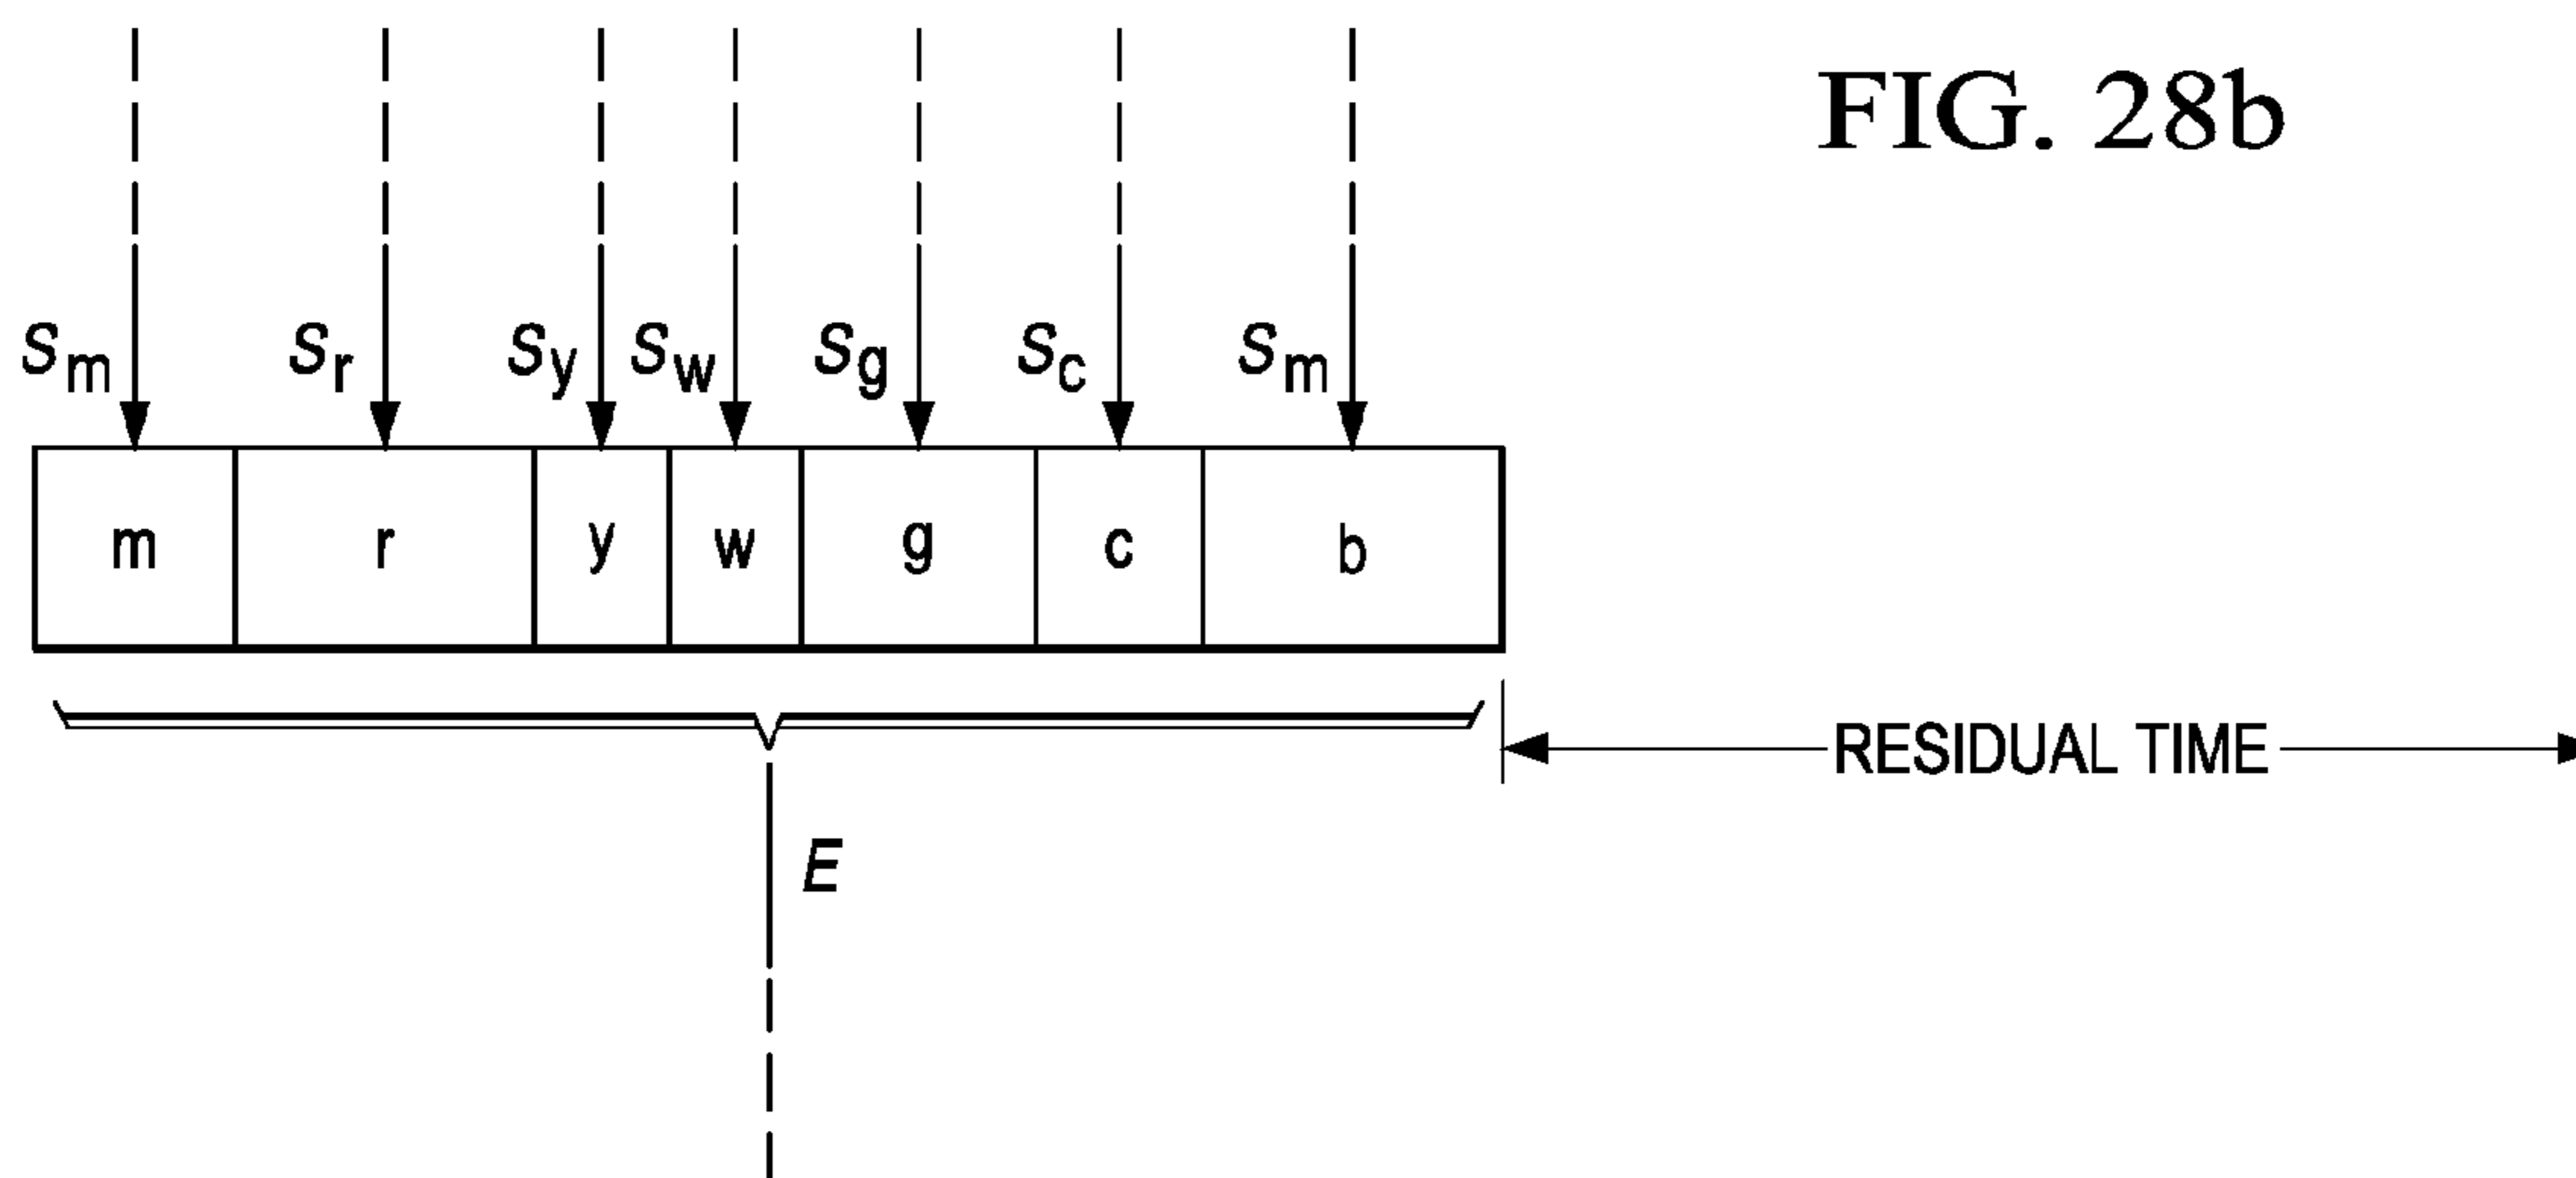 FIG. 28b
Sm Sr Sy Sw Sg Sc Sm
m r y w g c b
RESIDUAL TIME
E